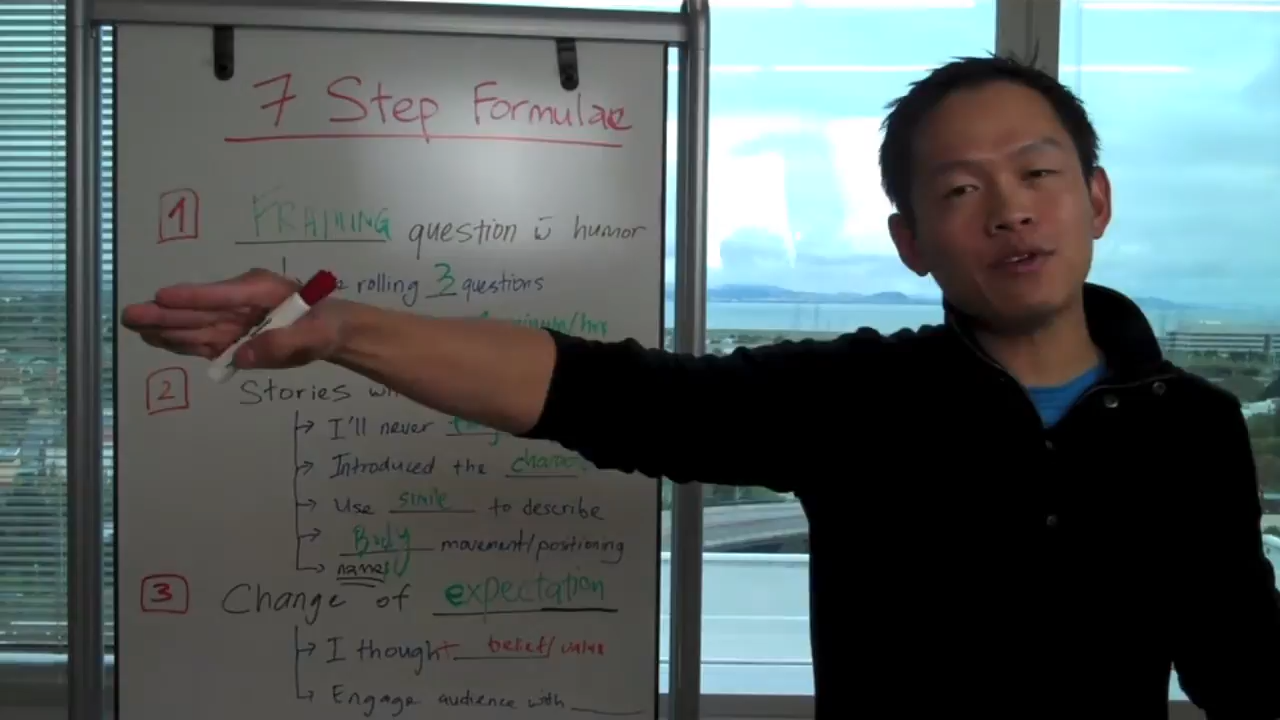 7 Step Formulae
1 FRAMING question w̄ humor
rolling 3 questions
2 Stories
I'll never
Introduced the
Use simile to describe
Body movement/positioning
names
3 Change of expectation
I thought belief/value
Engage audience with